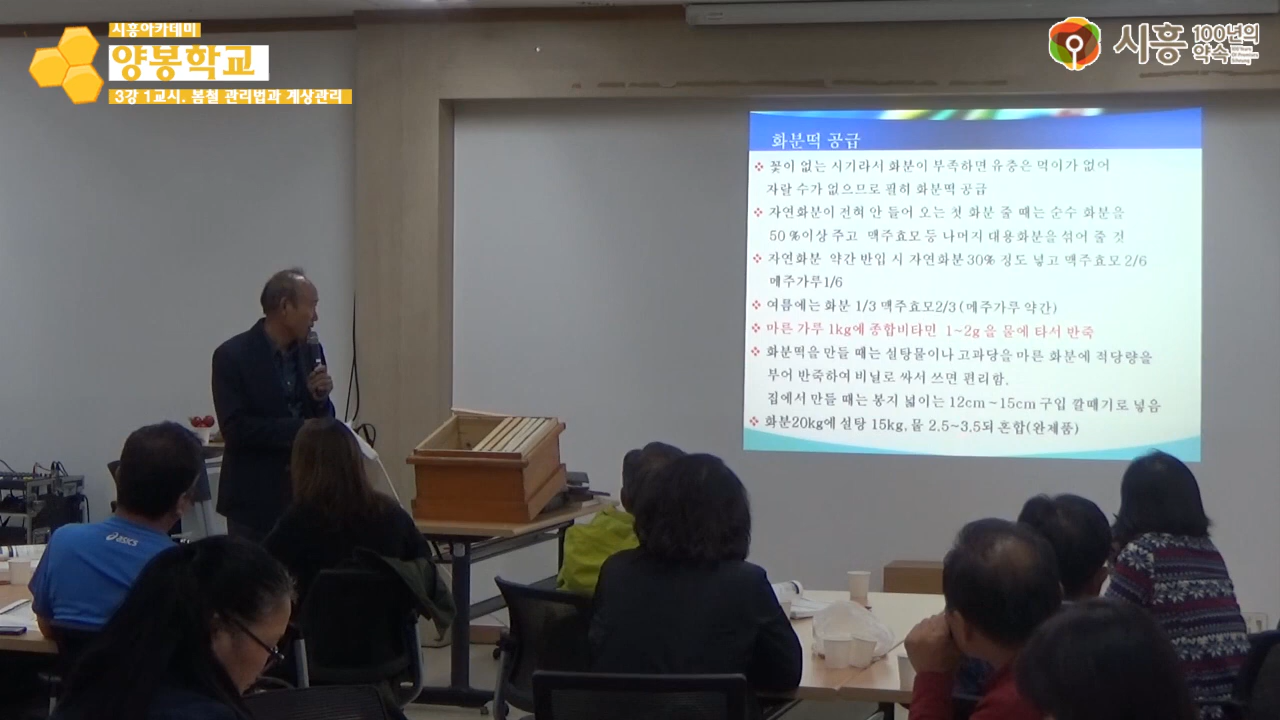 시흥아카데미
양봉학교
3강 1교시. 봄철 관리법과 계상관리
시흥 100년의
약속
화분떡 공급
꽃이 없는 시기라서 화분이 부족하면 유충은 먹이가 없어
자랄 수가 없으므로 필히 화분떡 공급
자연화분이 전혀 안 들어 오는 첫 화분 줄 때는 순수 화분을
50 %이상 주고 맥주효모 등 나머지 대용화분을 섞어 줄 것
자연화분 약간 반입 시 자연화분 30% 정도 넣고 맥주효모 2/6
메주가루1/6
여름에는 화분 1/3 맥주효모2/3 (메주가루 약간)
마른 가루 1kg에 종합비타민 1~2g 을 물에 타서 반죽
화분떡을 만들 때는 설탕물이나 고과당을 마른 화분에 적당량을
부어 반죽하여 비닐로 싸서 쓰면 편리함.
집에서 만들 때는 봉지 넓이는 12cm ~15cm 구입 깔때기로 넣음
화분20kg에 설탕 15kg, 물 2.5~3.5되 혼합(완제품)
asics